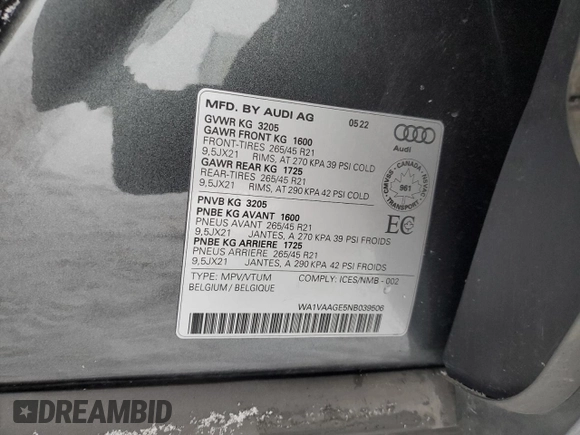 MFD. BY AUDI AG 05.22
GVWR KG 3205
GAWR FRONT KG 1600
FRONT-TIRES 265/45 R21
9,5JX21 RIMS, AT 270 KPA 39 PSI COLD
GAWR REAR KG 1725
REAR-TIRES 265/45 R21
9,5JX21 RIMS, AT 290 KPA 42 PSI COLD
Audi
CMVSS - CANADA - NSVAC
961
TRANSPORT
PNVB KG 3205
PNBE KG AVANT 1600
PNEUS AVANT 265/45 R21
9,5JX21 JANTES, A 270 KPA 39 PSI FROIDS
PNBE KG ARRIERE 1725
PNEUS ARRIERE 265/45 R21
9,5JX21 JANTES, A 290 KPA 42 PSI FROIDS
EC
TYPE: MPV/VTUM COMPLY: ICES/NMB - 002
BELGIUM / BELGIQUE
WA1VAAGE5NB039506
DREAMBID